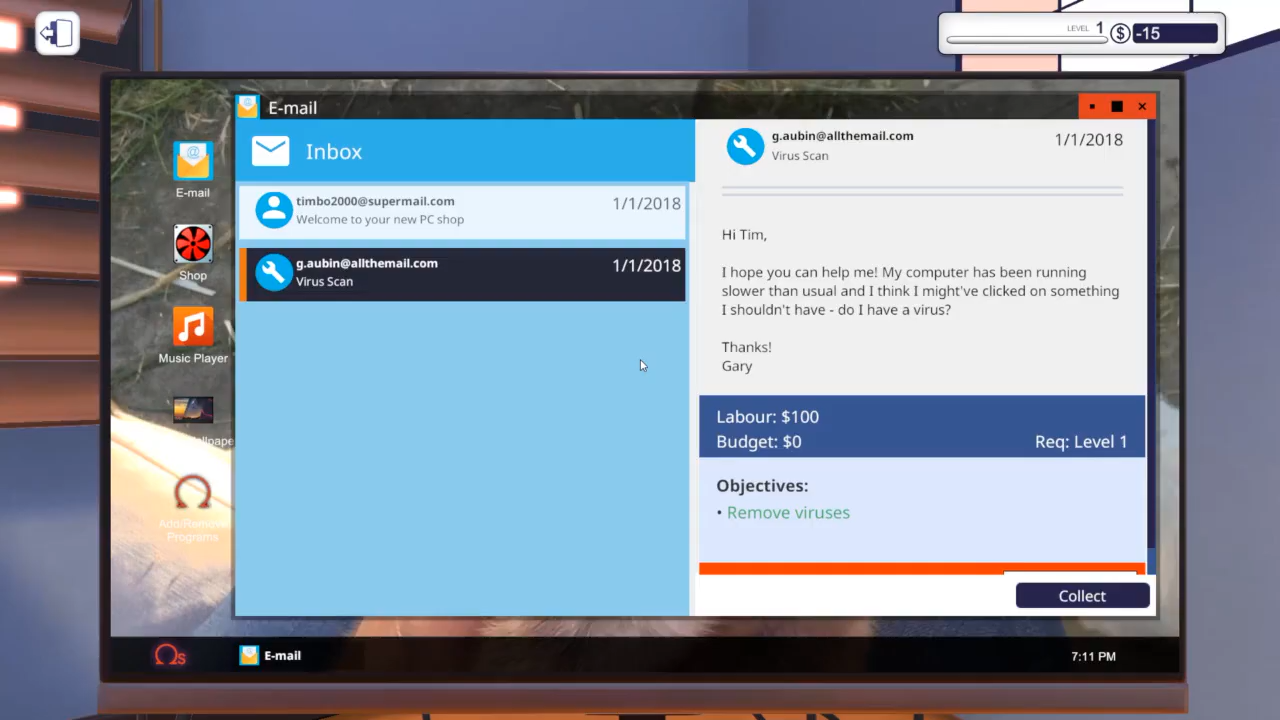 LEVEL 1 $ -15
E-mail
Inbox
timbo2000@supermail.com 1/1/2018
Welcome to your new PC shop
g.aubin@allthemail.com 1/1/2018
Virus Scan
g.aubin@allthemail.com 1/1/2018
Virus Scan
Hi Tim,
I hope you can help me! My computer has been running
slower than usual and I think I might've clicked on something
I shouldn't have - do I have a virus?
Thanks!
Gary
Labour: $100
Budget: $0 Req: Level 1
Objectives:
• Remove viruses
Collect
E-mail
Shop
Music Player
Add/Remove
Programs
E-mail
7:11 PM